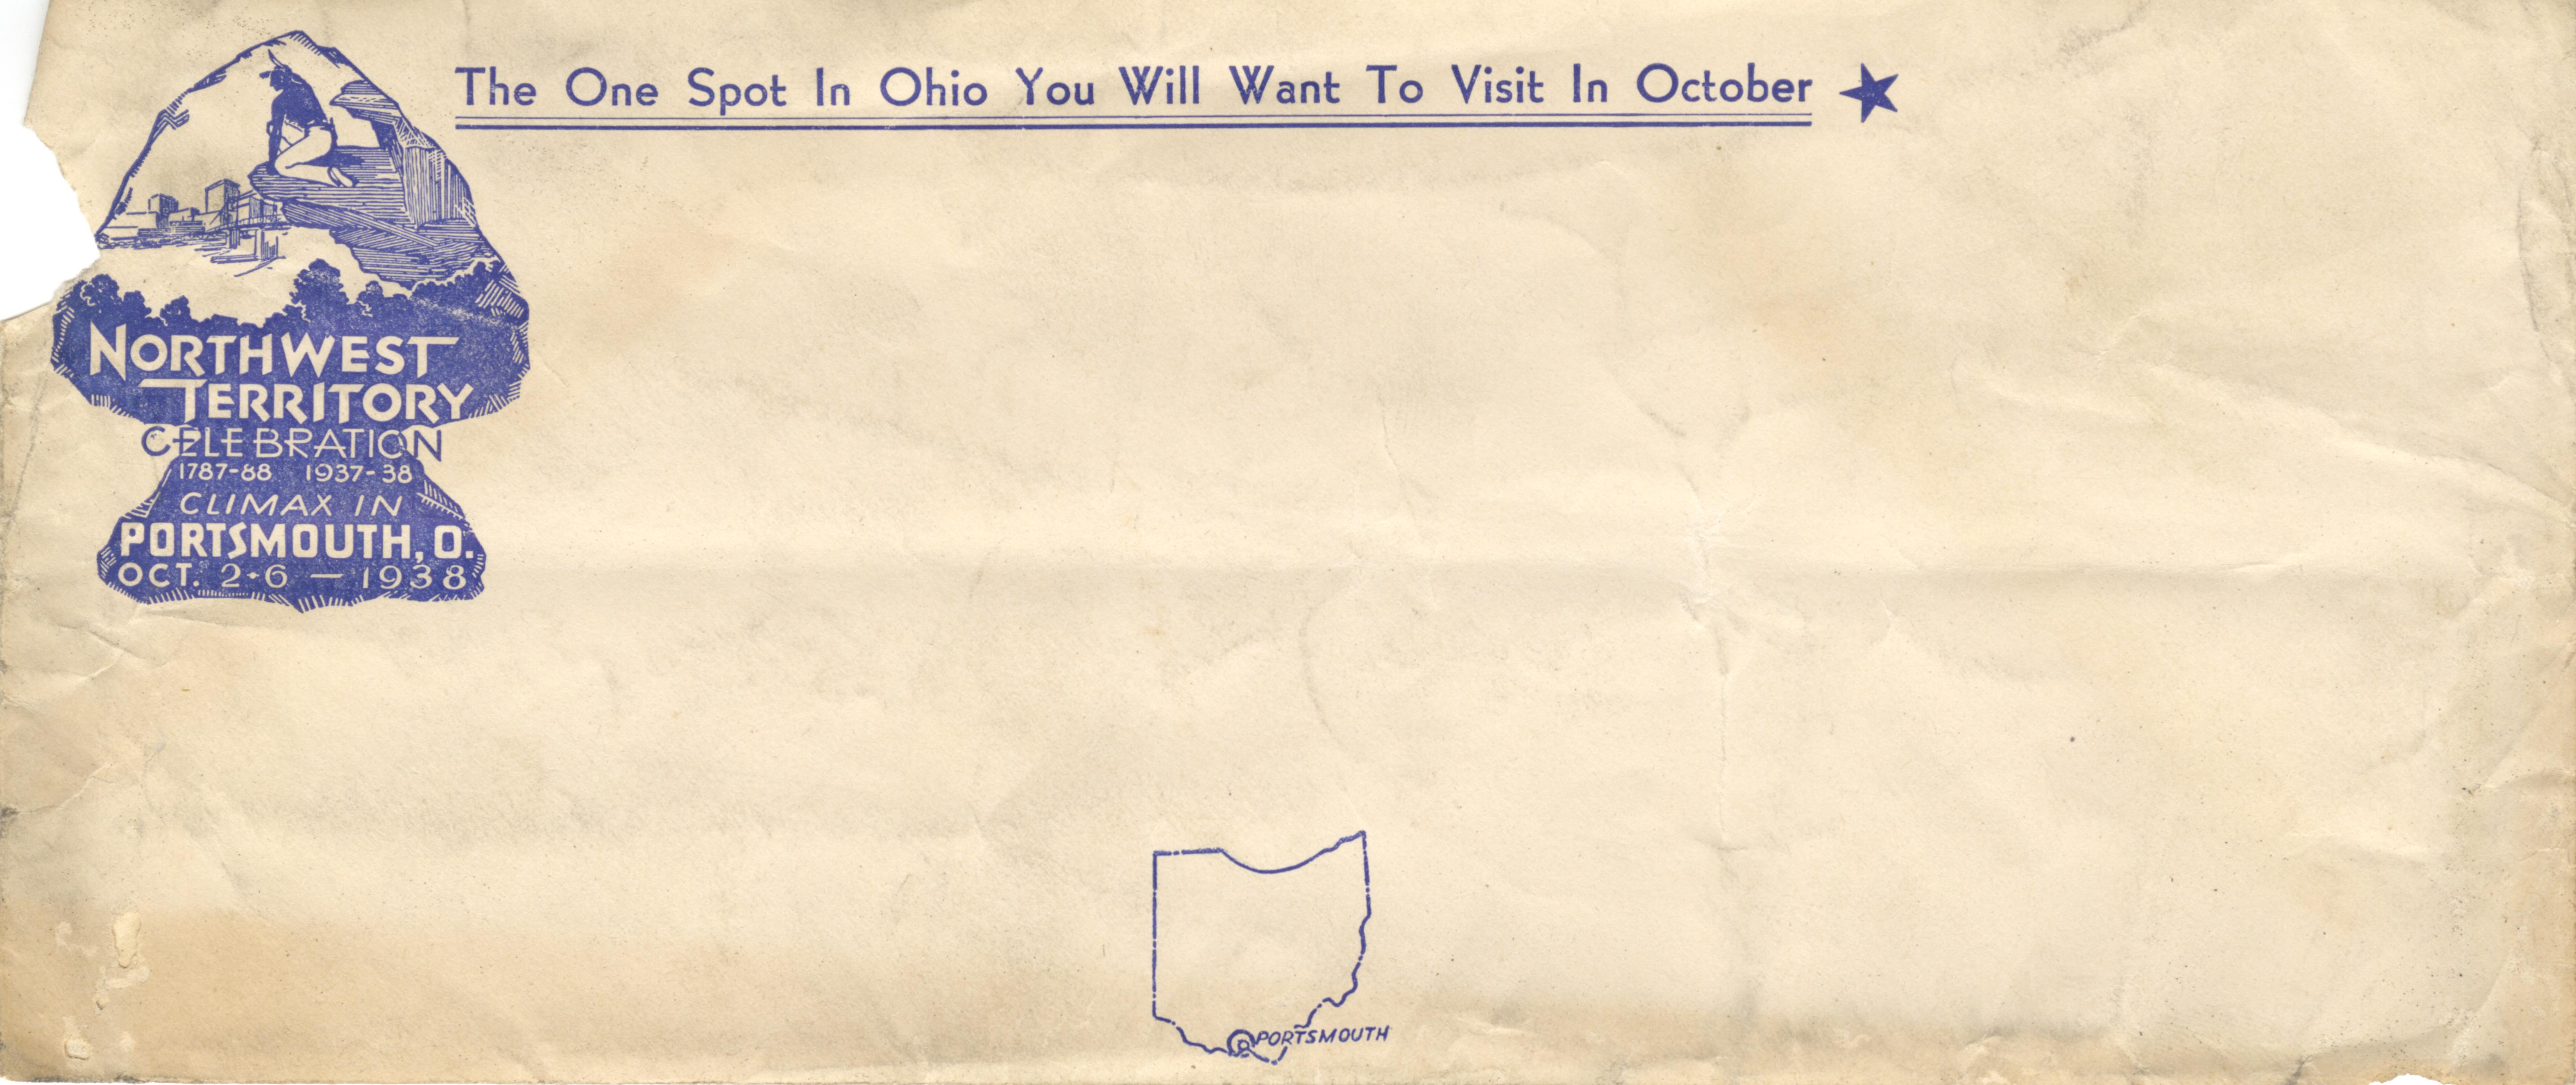 The One Spot In Ohio You Will Want To Visit In October
NORTHWEST
TERRITORY
CELEBRATION
1787-88 1937-38
CLIMAX IN
PORTSMOUTH, O.
OCT. 2-6 — 1938
PORTSMOUTH